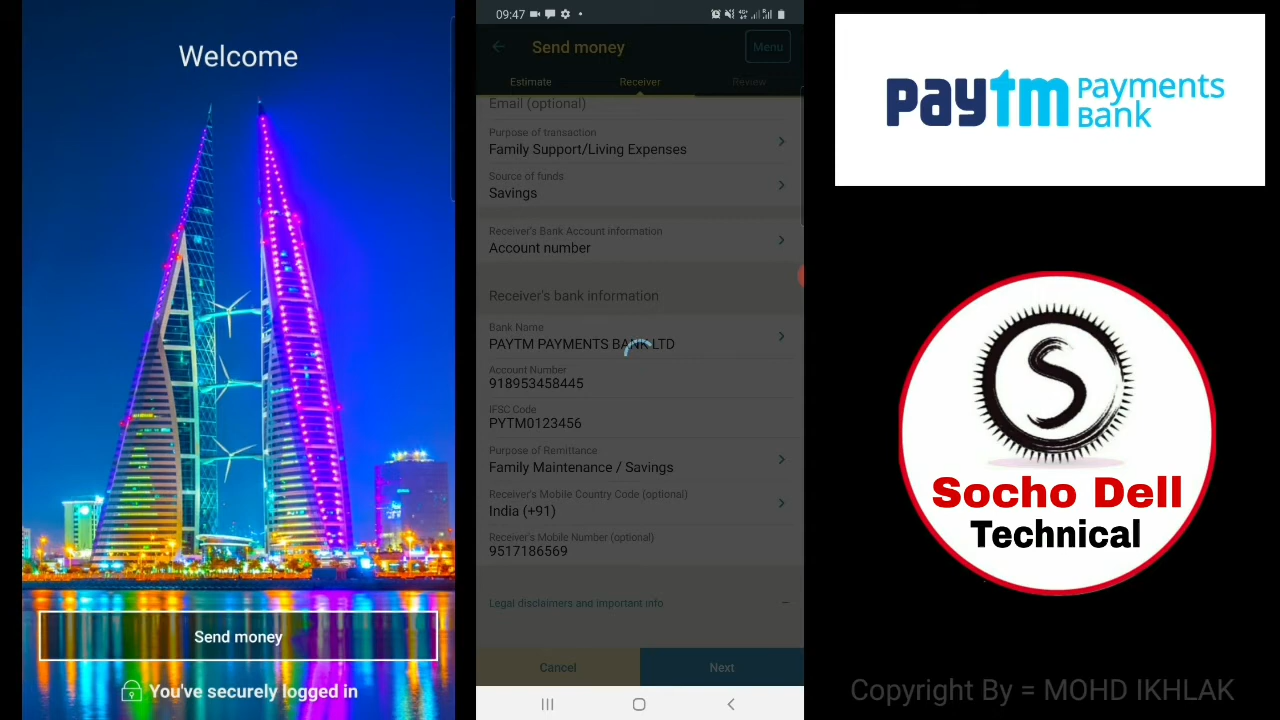 Welcome
Send money
You've securely logged in
09:47
Send money
Menu
Estimate
Receiver
Review
Email (optional)
Purpose of transaction
Family Support/Living Expenses
Source of funds
Savings
Receiver's Bank Account information
Account number
Receiver's bank information
Bank Name
PAYTM PAYMENTS BANK LTD
Account Number
918953458445
IFSC Code
PYTM0123456
Purpose of Remittance
Family Maintenance / Savings
Receiver's Mobile Country Code (optional)
India (+91)
Receiver's Mobile Number (optional)
9517186569
Legal disclaimers and important info
Cancel
Next
paytm Payments
Bank
S
Socho Dell
Technical
Copyright By = MOHD IKHLAK